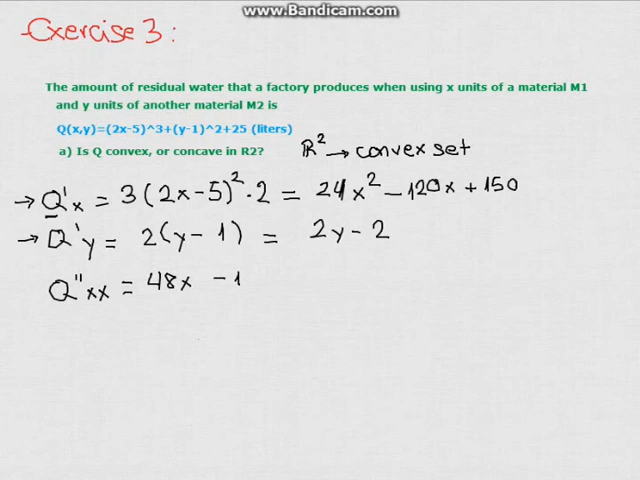 www.Bandicam.com
Exercise 3:
The amount of residual water that a factory produces when using x units of a material M1
and y units of another material M2 is
Q(x,y)=(2x-5)^3+(y-1)^2+25 (liters)
a) Is Q convex, or concave in R2? ℝ² → convex set
→ Q'x = 3(2x-5)²·2 = 24x² - 120x + 150
→ Q'y = 2(y-1) = 2y - 2
Q''xx = 48x - 1